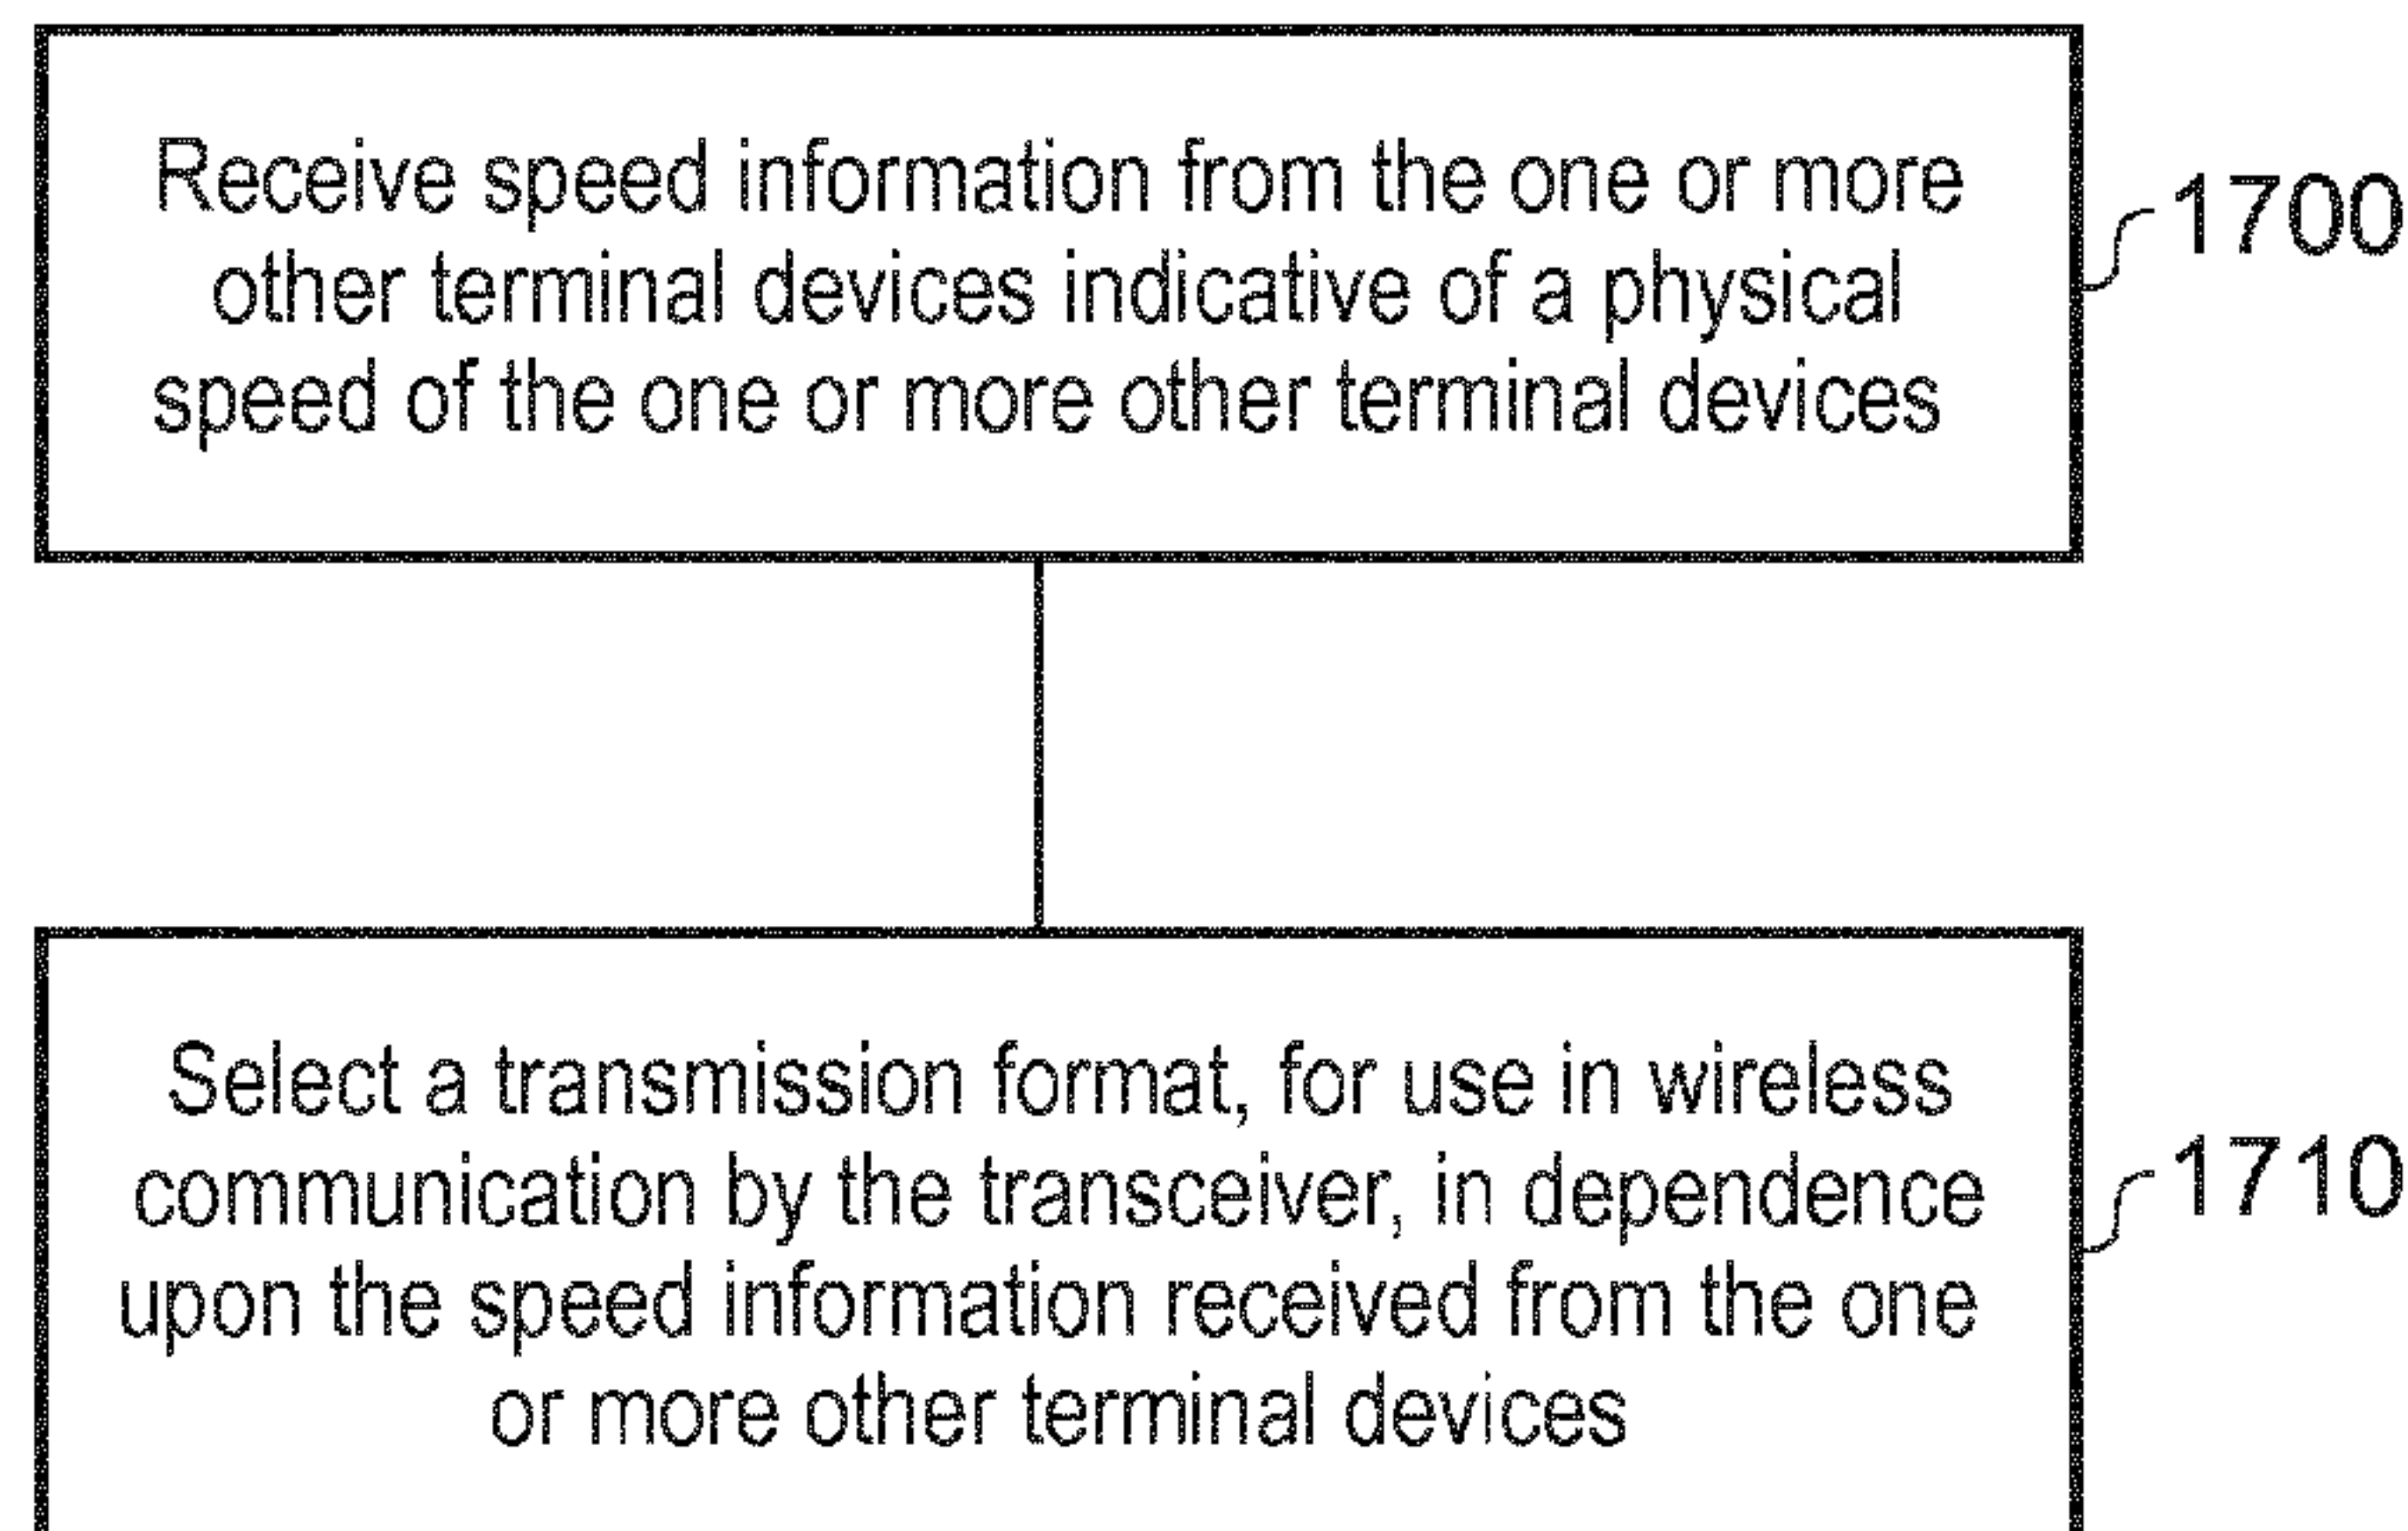 Receive speed information from the one or more
other terminal devices indicative of a physical
speed of the one or more other terminal devices
1700
Select a transmission format, for use in wireless
communication by the transceiver, in dependence
upon the speed information received from the one
or more other terminal devices
1710